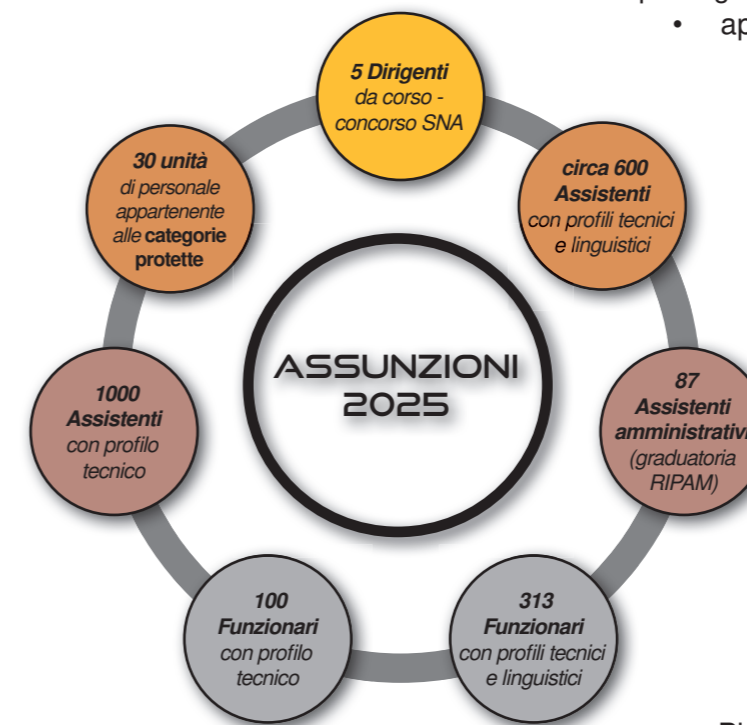 •    ap
5 Dirigenti
da corso -
concorso SNA
circa 600
Assistenti
con profili tecnici
e linguistici
87
Assistenti
amministrativi
(graduatoria
RIPAM)
313
Funzionari
con profili tecnici
e linguistici
100
Funzionari
con profilo
tecnico
1000
Assistenti
con profilo
tecnico
30 unità
di personale
appartenente
alle categorie
protette
ASSUNZIONI
2025